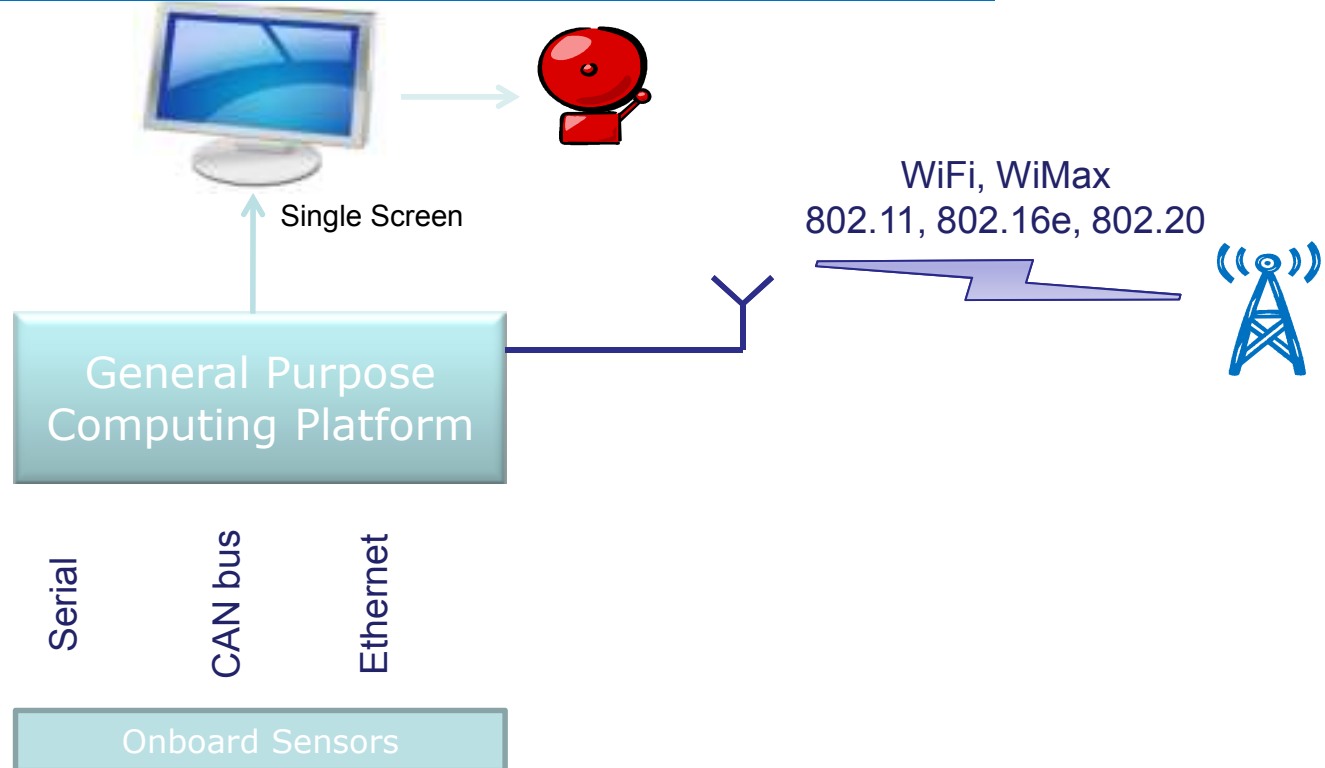 Single Screen
WiFi, WiMax
802.11, 802.16e, 802.20
General Purpose
Computing Platform
Serial
CAN bus
Ethernet
Onboard Sensors